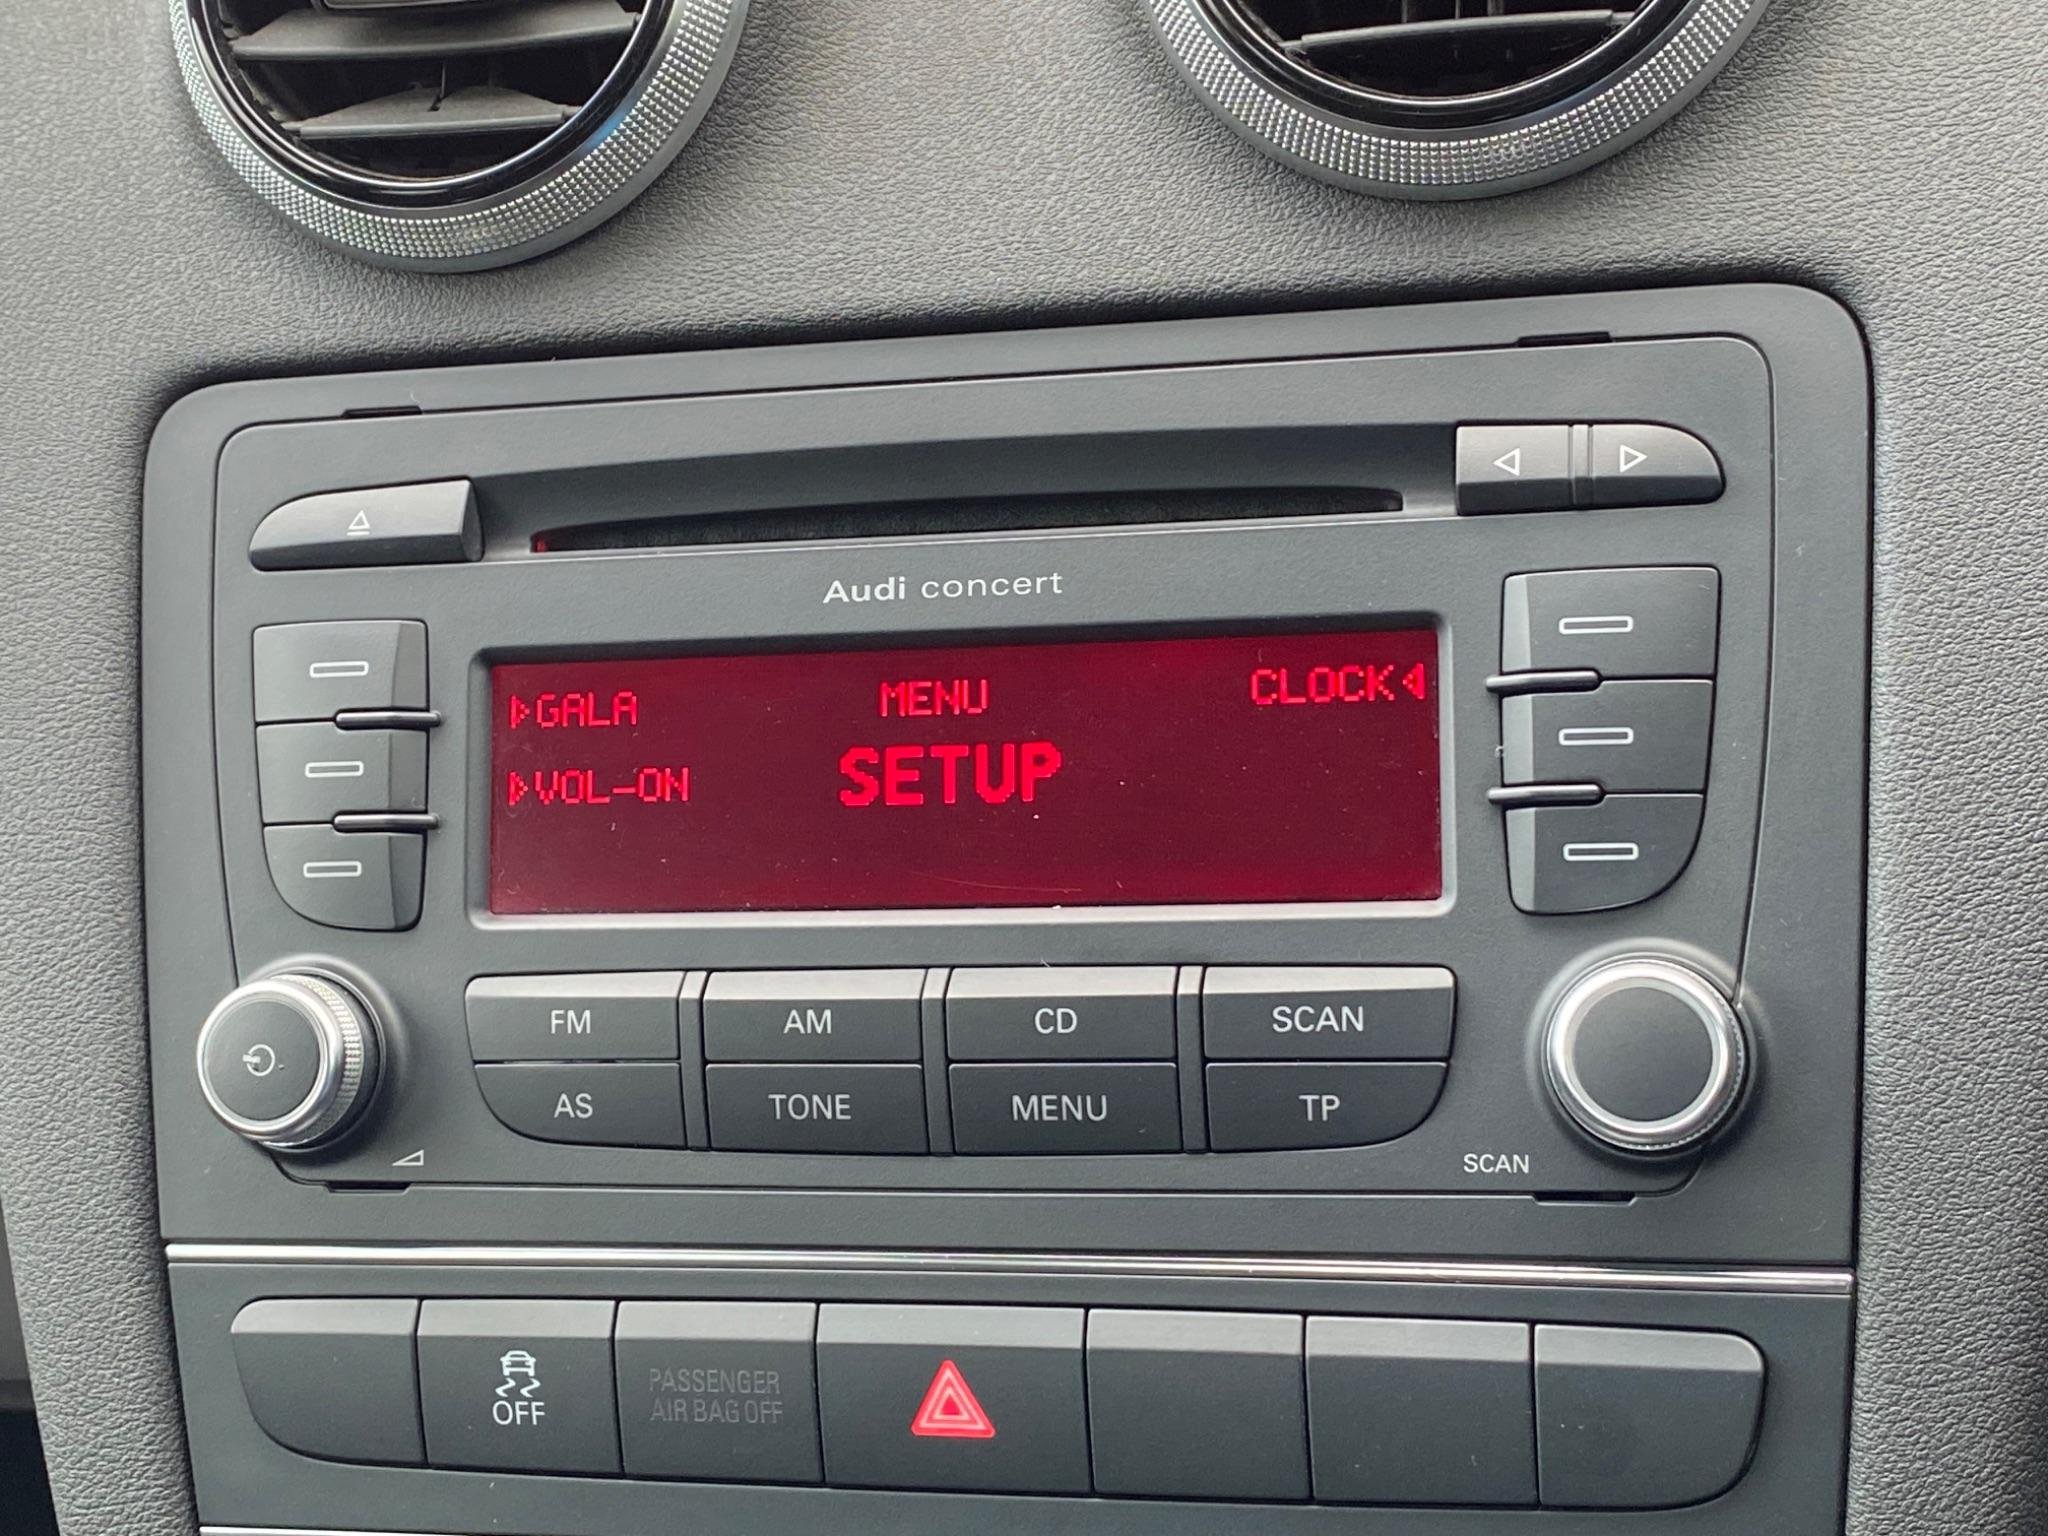 Audi concert
GALA
MENU
CLOCK
VOL-ON
SETUP
FM
AM
CD
SCAN
AS
TONE
MENU
TP
SCAN
OFF
PASSENGER
AIR BAG OFF